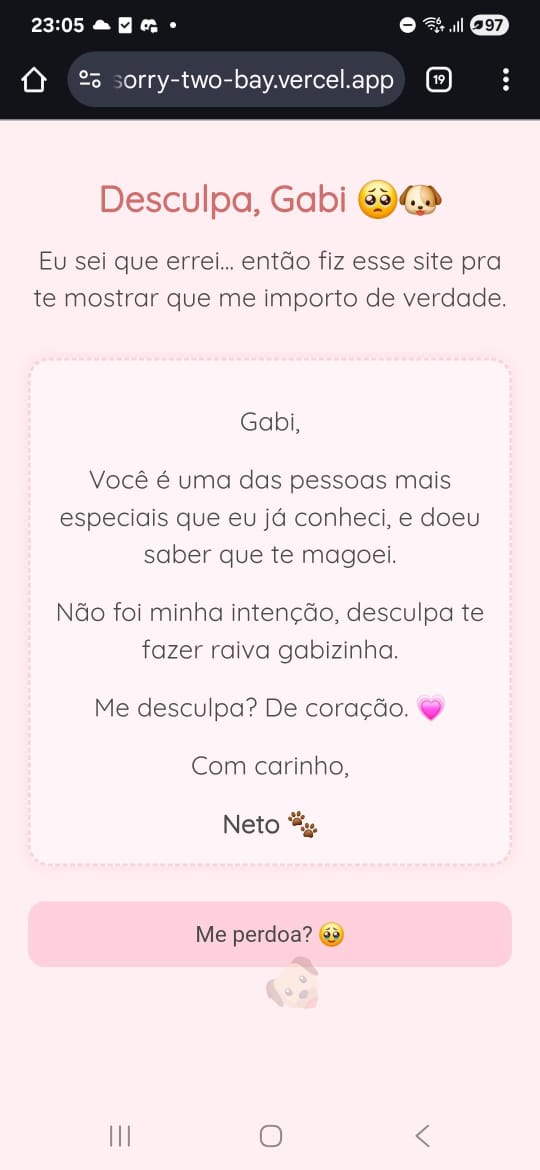 23:05
97
sorry-two-bay.vercel.app
19
Desculpa, Gabi 🥺🐶
Eu sei que errei... então fiz esse site pra
te mostrar que me importo de verdade.
Gabi,
Você é uma das pessoas mais
especiais que eu já conheci, e doeu
saber que te magoei.
Não foi minha intenção, desculpa te
fazer raiva gabizinha.
Me desculpa? De coração. 💗
Com carinho,
Neto 🐾
Me perdoa? 🥺